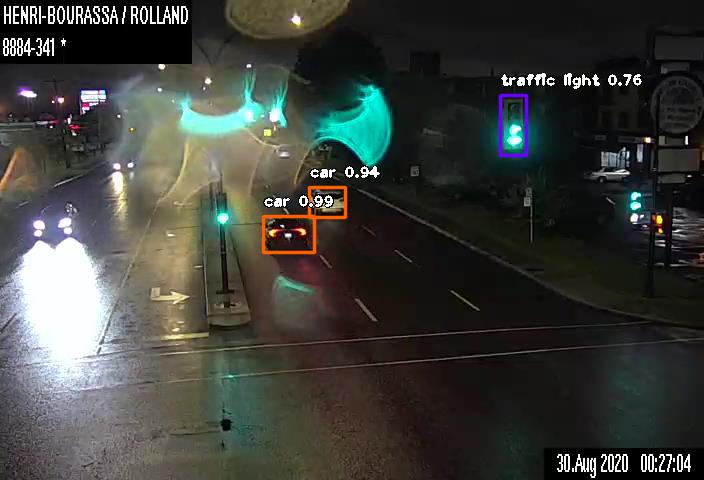 HENRI-BOURASSA / ROLLAND
8884-341 *
traffic light 0.76
car 0.94
car 0.99
30.Aug 2020 00:27:04